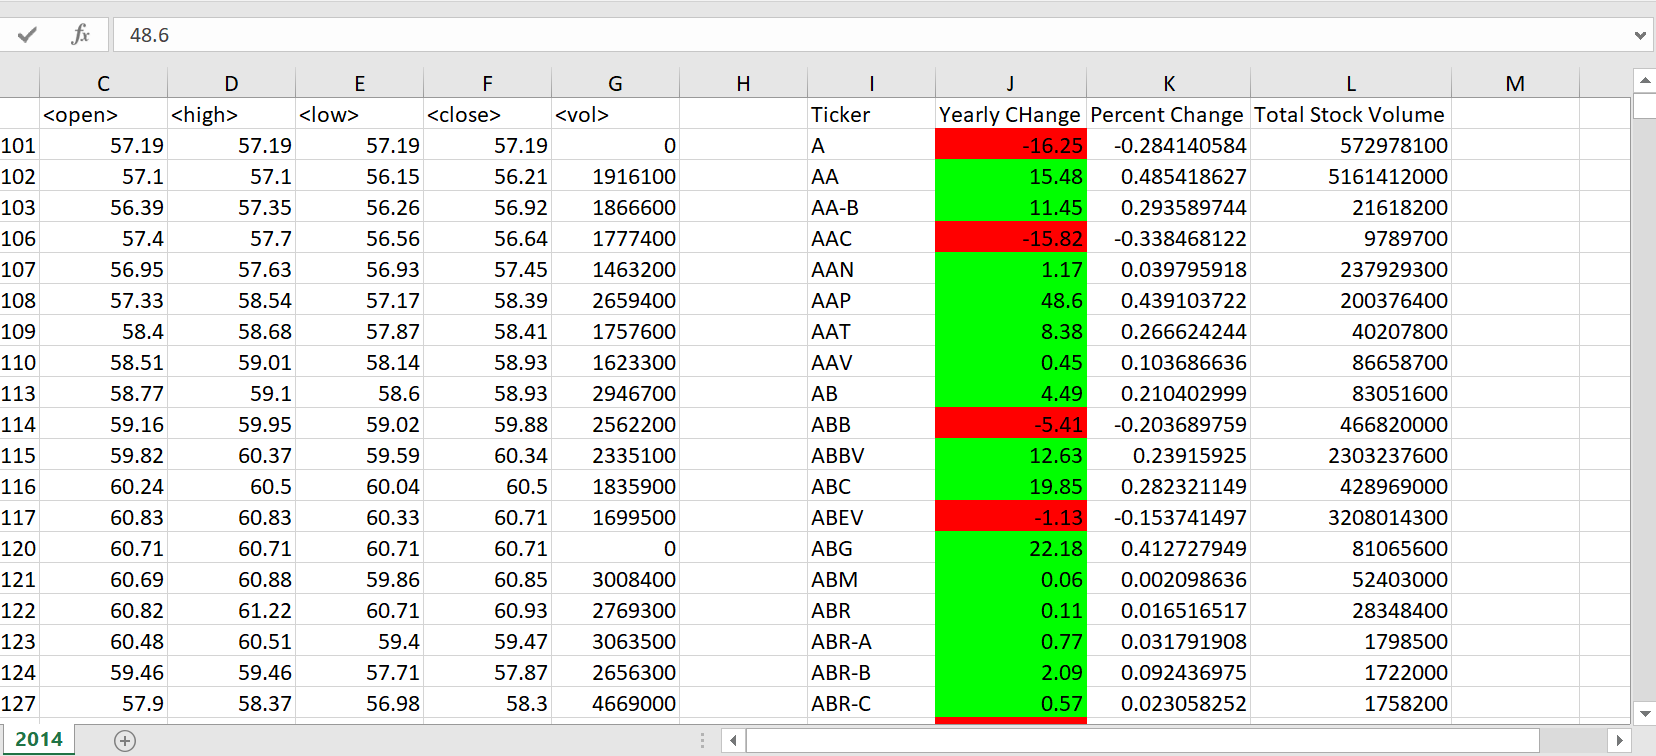 fx 48.6
C D E F G H I J K L M
<open> <high> <low> <close> <vol> Ticker Yearly CHange Percent Change Total Stock Volume
101 57.19 57.19 57.19 57.19 0 A -16.25 -0.284140584 572978100
102 57.1 57.1 56.15 56.21 1916100 AA 15.48 0.485418627 5161412000
103 56.39 57.35 56.26 56.92 1866600 AA-B 11.45 0.293589744 21618200
106 57.4 57.7 56.56 56.64 1777400 AAC -15.82 -0.338468122 9789700
107 56.95 57.63 56.93 57.45 1463200 AAN 1.17 0.039795918 237929300
108 57.33 58.54 57.17 58.39 2659400 AAP 48.6 0.439103722 200376400
109 58.4 58.68 57.87 58.41 1757600 AAT 8.38 0.266624244 40207800
110 58.51 59.01 58.14 58.93 1623300 AAV 0.45 0.103686636 86658700
113 58.77 59.1 58.6 58.93 2946700 AB 4.49 0.210402999 83051600
114 59.16 59.95 59.02 59.88 2562200 ABB -5.41 -0.203689759 466820000
115 59.82 60.37 59.59 60.34 2335100 ABBV 12.63 0.23915925 2303237600
116 60.24 60.5 60.04 60.5 1835900 ABC 19.85 0.282321149 428969000
117 60.83 60.83 60.33 60.71 1699500 ABEV -1.13 -0.153741497 3208014300
120 60.71 60.71 60.71 60.71 0 ABG 22.18 0.412727949 81065600
121 60.69 60.88 59.86 60.85 3008400 ABM 0.06 0.002098636 52403000
122 60.82 61.22 60.71 60.93 2769300 ABR 0.11 0.016516517 28348400
123 60.48 60.51 59.4 59.47 3063500 ABR-A 0.77 0.031791908 1798500
124 59.46 59.46 57.71 57.87 2656300 ABR-B 2.09 0.092436975 1722000
127 57.9 58.37 56.98 58.3 4669000 ABR-C 0.57 0.023058252 1758200
2014